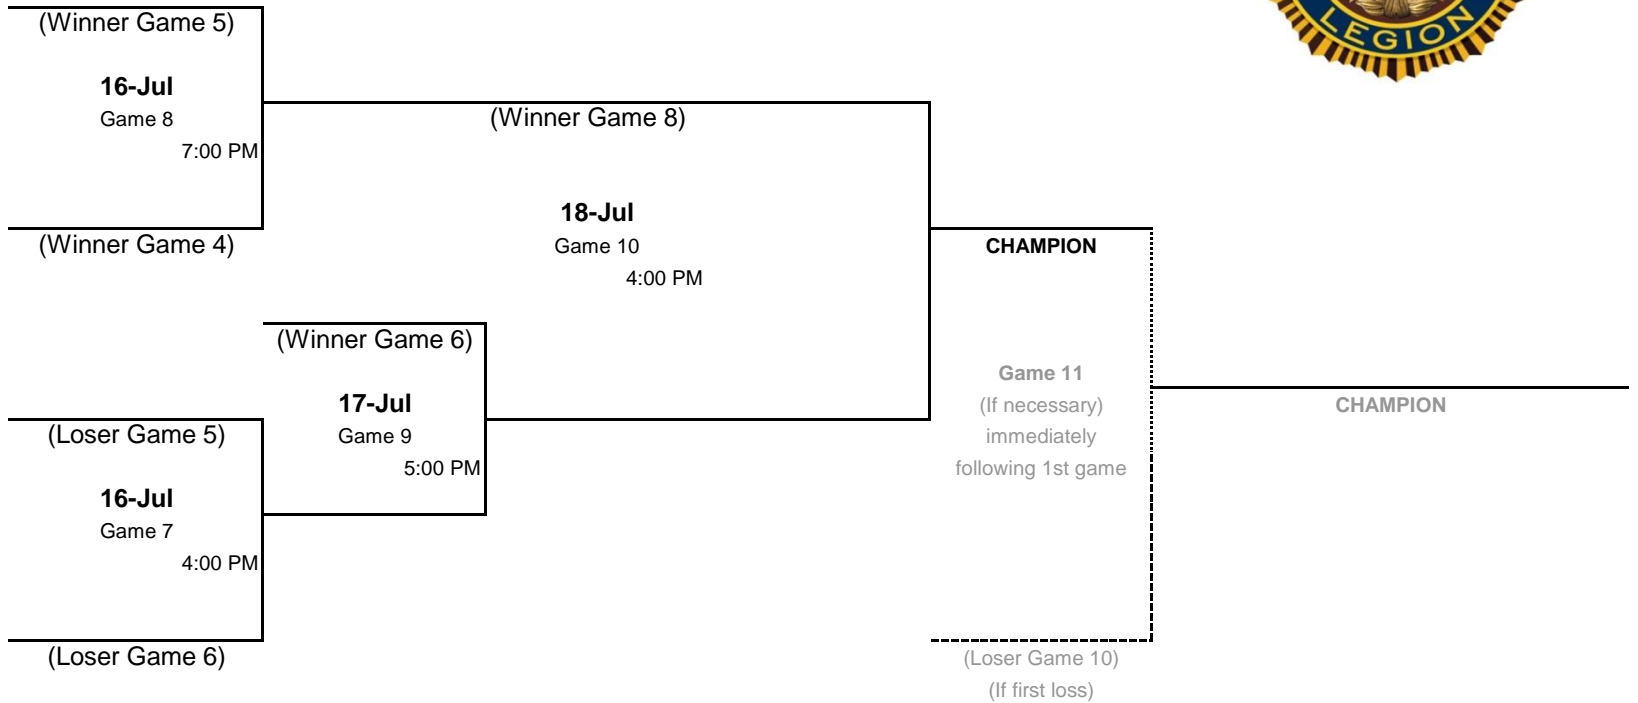 LEGION
(Winner Game 5)
16-Jul
Game 8
7:00 PM
(Winner Game 8)
18-Jul
Game 10
4:00 PM
(Winner Game 4)
CHAMPION
(Winner Game 6)
17-Jul
Game 9
5:00 PM
Game 11
(If necessary)
immediately
following 1st game
CHAMPION
(Loser Game 5)
16-Jul
Game 7
4:00 PM
(Loser Game 6)
(Loser Game 10)
(If first loss)